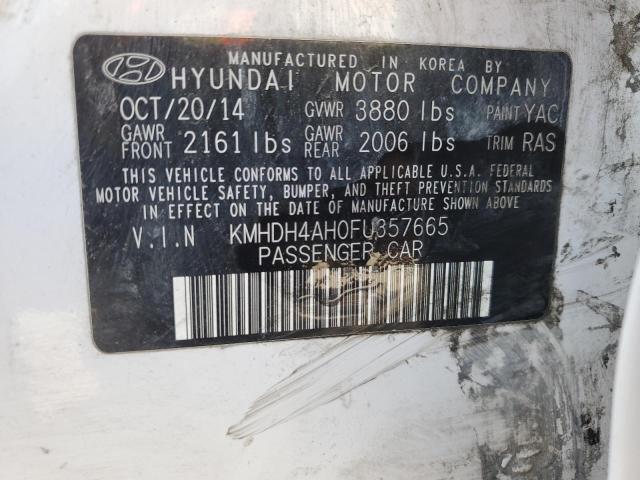 MANUFACTURED IN KOREA BY
HYUNDAI MOTOR COMPANY
OCT/20/14 GVWR 3880 lbs PAINT YAC
GAWR FRONT 2161 lbs GAWR REAR 2006 lbs TRIM RAS
THIS VEHICLE CONFORMS TO ALL APPLICABLE U.S.A. FEDERAL
MOTOR VEHICLE SAFETY, BUMPER, AND THEFT PREVENTION STANDARDS
IN EFFECT ON THE DATE OF MANUFACTURE SHOWN ABOVE
V.I.N KMHDH4AH0FU357665
PASSENGER CAR